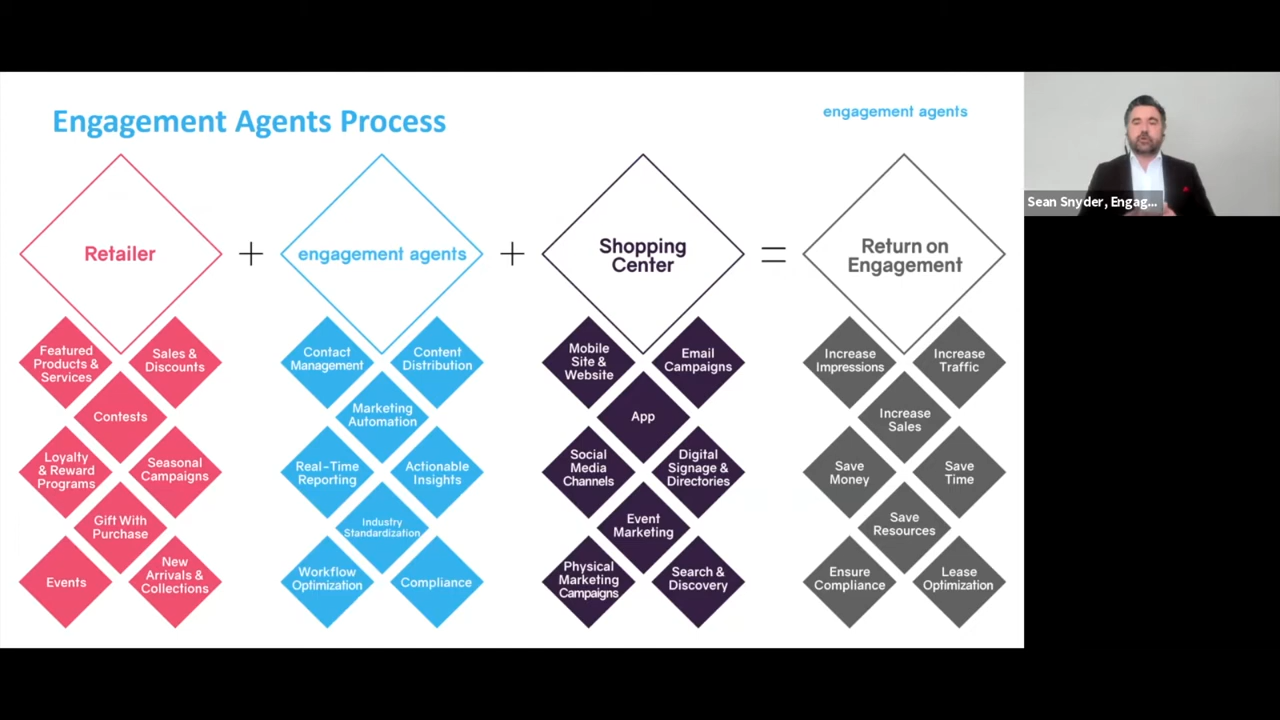 Engagement Agents Process
engagement agents
Sean Snyder, Engag...
Retailer
+
engagement agents
+
Shopping
Center
=
Return on
Engagement
Featured
Products &
Services
Sales &
Discounts
Contests
Loyalty
& Reward
Programs
Seasonal
Campaigns
Gift With
Purchase
Events
New
Arrivals &
Collections
Contact
Management
Content
Distribution
Marketing
Automation
Real-Time
Reporting
Actionable
Insights
Industry
Standardization
Workflow
Optimization
Compliance
Mobile
Site &
Website
Email
Campaigns
App
Social
Media
Channels
Digital
Signage &
Directories
Event
Marketing
Physical
Marketing
Campaigns
Search &
Discovery
Increase
Impressions
Increase
Traffic
Increase
Sales
Save
Money
Save
Time
Save
Resources
Ensure
Compliance
Lease
Optimization